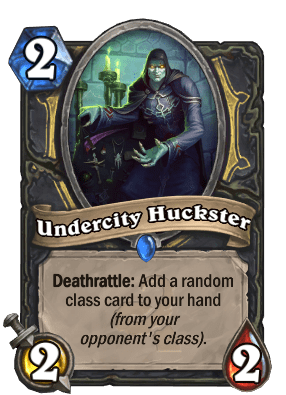 2
Undercity Huckster
Deathrattle: Add a random
class card to your hand
(from your
opponent's class).
2
2